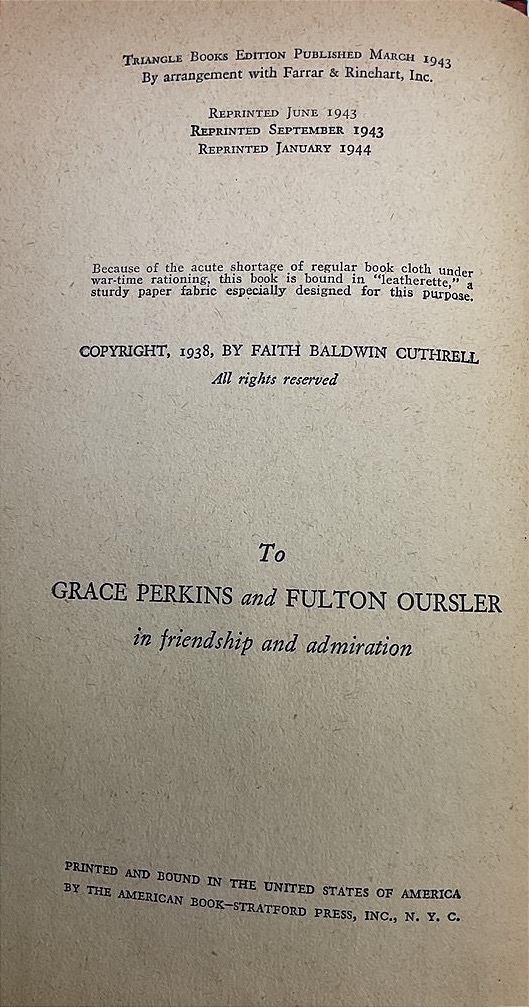 Triangle Books Edition Published March 1943
By arrangement with Farrar & Rinehart, Inc.
Reprinted June 1943
Reprinted September 1943
Reprinted January 1944
Because of the acute shortage of regular book cloth under
war-time rationing, this book is bound in "leatherette," a
sturdy paper fabric especially designed for this purpose.
COPYRIGHT, 1938, BY FAITH BALDWIN CUTHRELL
All rights reserved
To
GRACE PERKINS and FULTON OURSLER
in friendship and admiration
PRINTED AND BOUND IN THE UNITED STATES OF AMERICA
BY THE AMERICAN BOOK–STRATFORD PRESS, INC., N. Y. C.